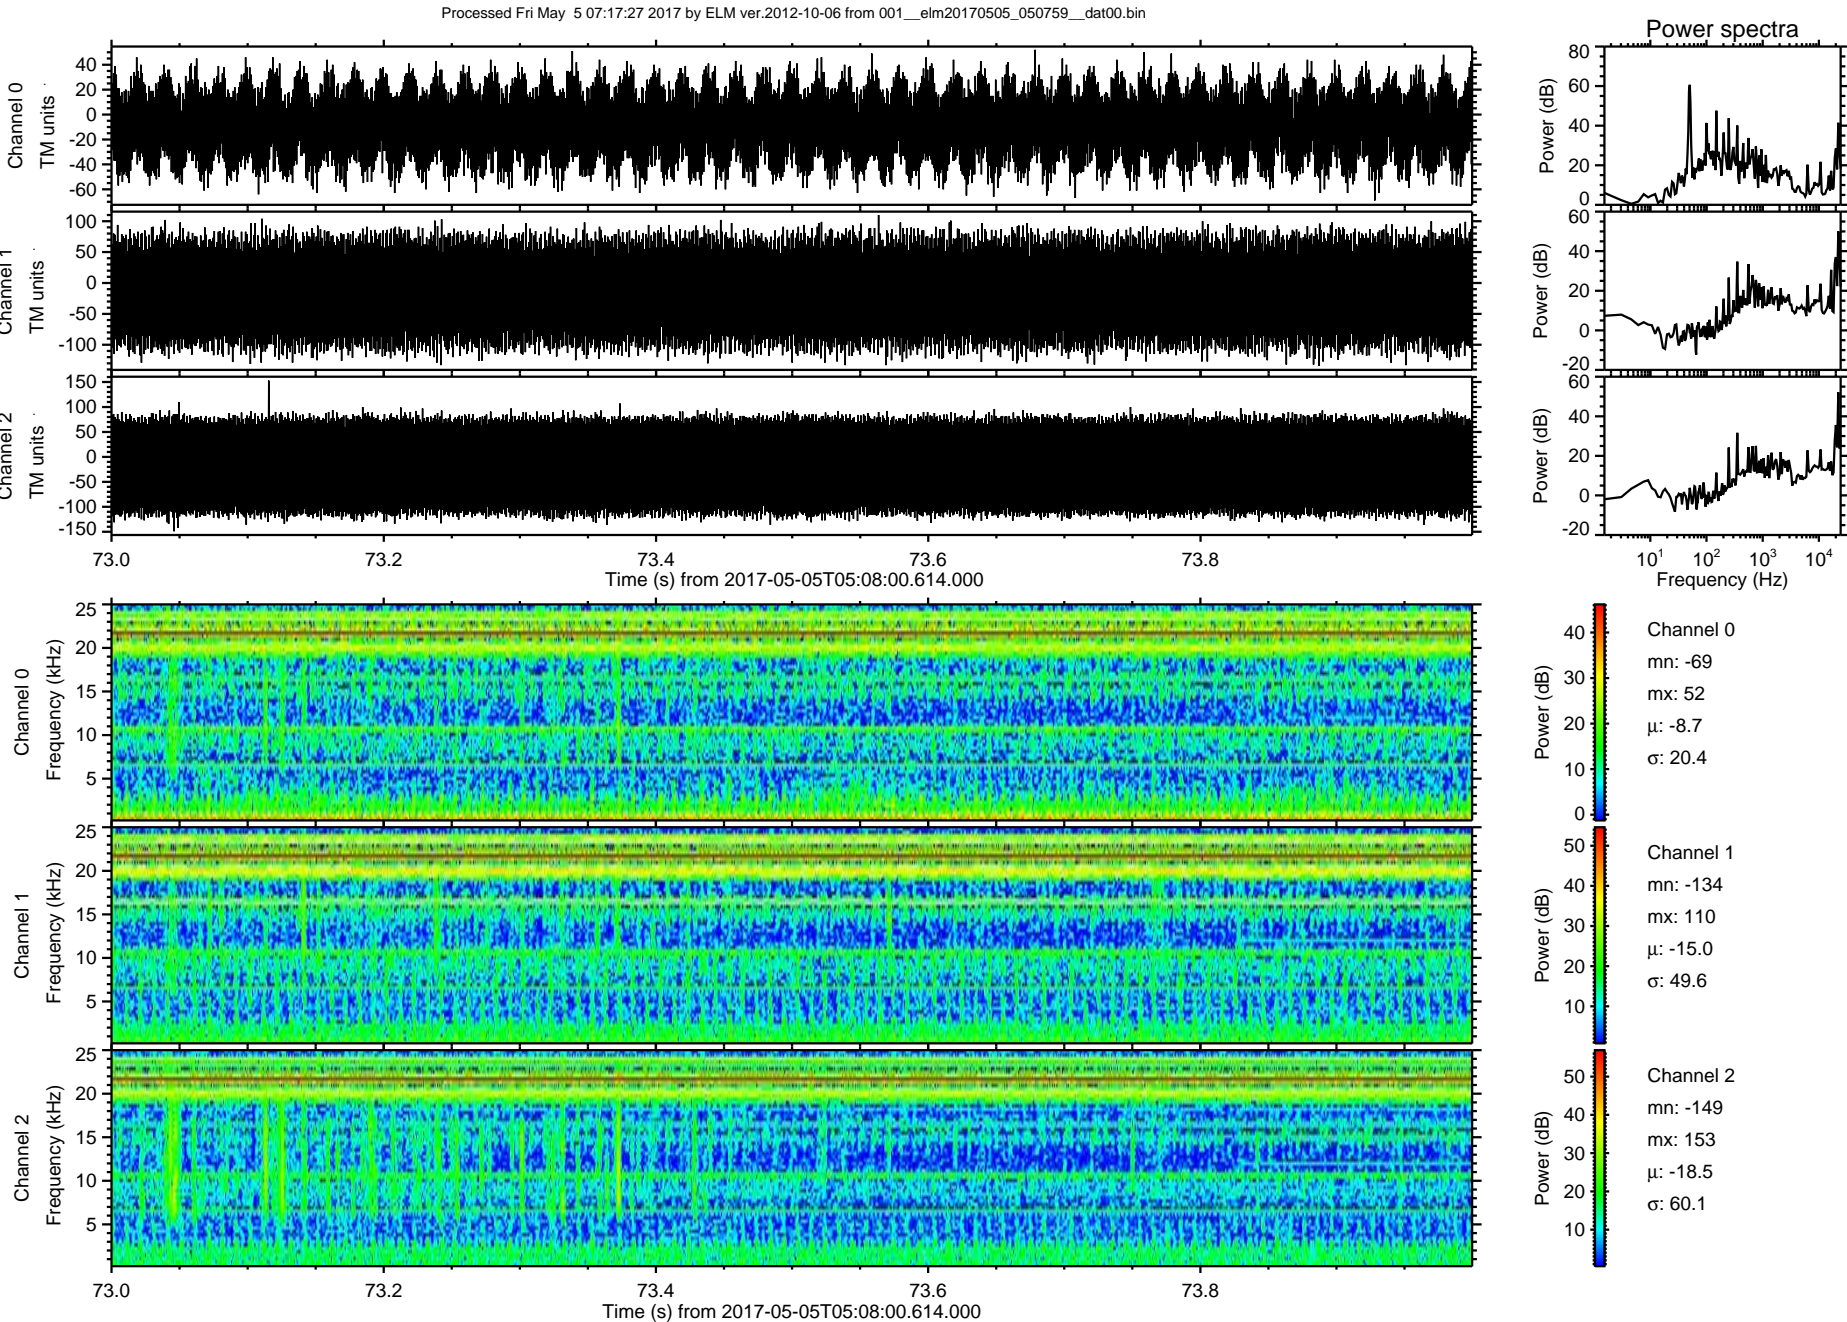 Processed Fri May  5 07:17:27 2017 by ELM ver.2012-10-06 from 001__elm20170505_050759__dat00.bin
Power spectra
Channel 0
TM units
40
20
0
-20
-40
-60
Power (dB)
80
60
40
20
0
Channel 1
TM units
100
50
0
-50
-100
Power (dB)
60
40
20
0
-20
Channel 2
TM units
150
100
50
0
-50
-100
-150
Power (dB)
60
40
20
0
-20
73.0 73.2 73.4 73.6 73.8
Time (s) from 2017-05-05T05:08:00.614.000
10^1 10^2 10^3 10^4
Frequency (Hz)
Channel 0
Frequency (kHz)
25
20
15
10
5
Power (dB)
40
30
20
10
0
Channel 0
mn: -69
mx: 52
μ: -8.7
σ: 20.4
Channel 1
Frequency (kHz)
25
20
15
10
5
Power (dB)
50
40
30
20
10
Channel 1
mn: -134
mx: 110
μ: -15.0
σ: 49.6
Channel 2
Frequency (kHz)
25
20
15
10
5
Power (dB)
50
40
30
20
10
Channel 2
mn: -149
mx: 153
μ: -18.5
σ: 60.1
73.0 73.2 73.4 73.6 73.8
Time (s) from 2017-05-05T05:08:00.614.000